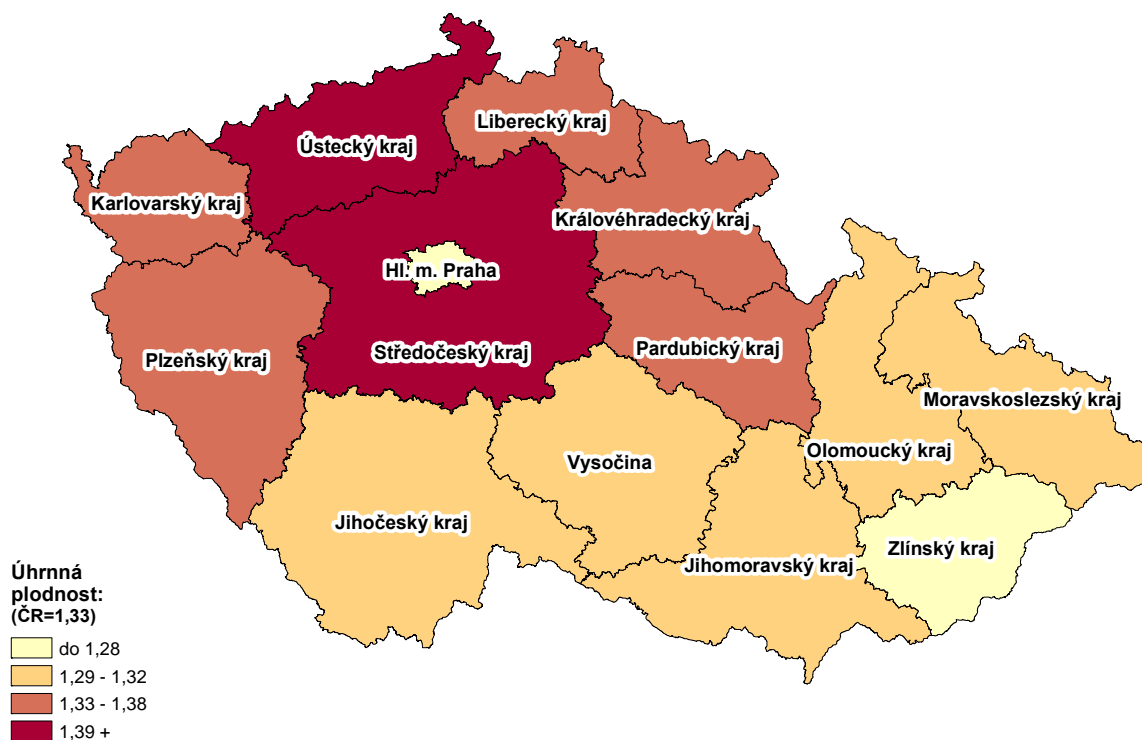 Liberecký kraj
Ústecký kraj
Karlovarský kraj
Královéhradecký kraj
Hl. m. Praha
Pardubický kraj
Středočeský kraj
Plzeňský kraj
Moravskoslezský kraj
Olomoucký kraj
Vysočina
Jihočeský kraj
Zlínský kraj
Jihomoravský kraj
Úhrnná
plodnost:
(ČR=1,33)
do 1,28
1,29 - 1,32
1,33 - 1,38
1,39 +